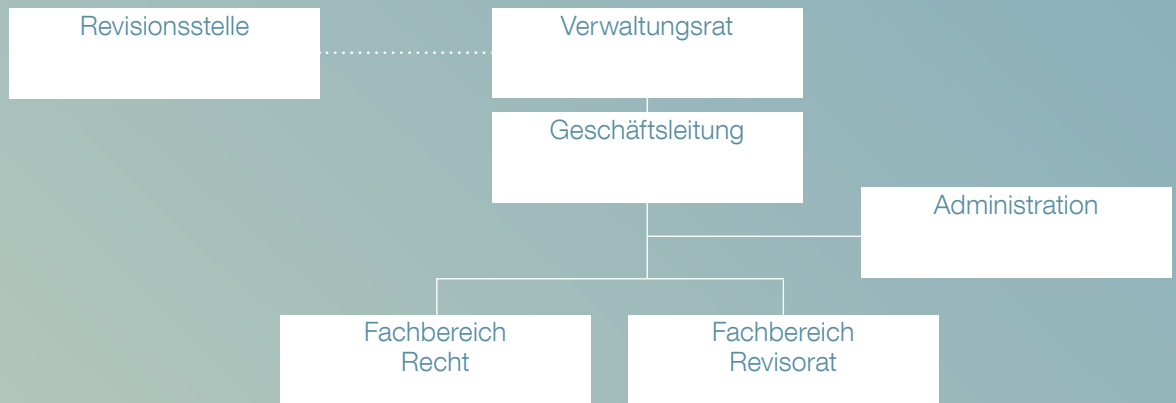 Revisionsstelle
Verwaltungsrat
Geschäftsleitung
Administration
Fachbereich
Recht
Fachbereich
Revisorat